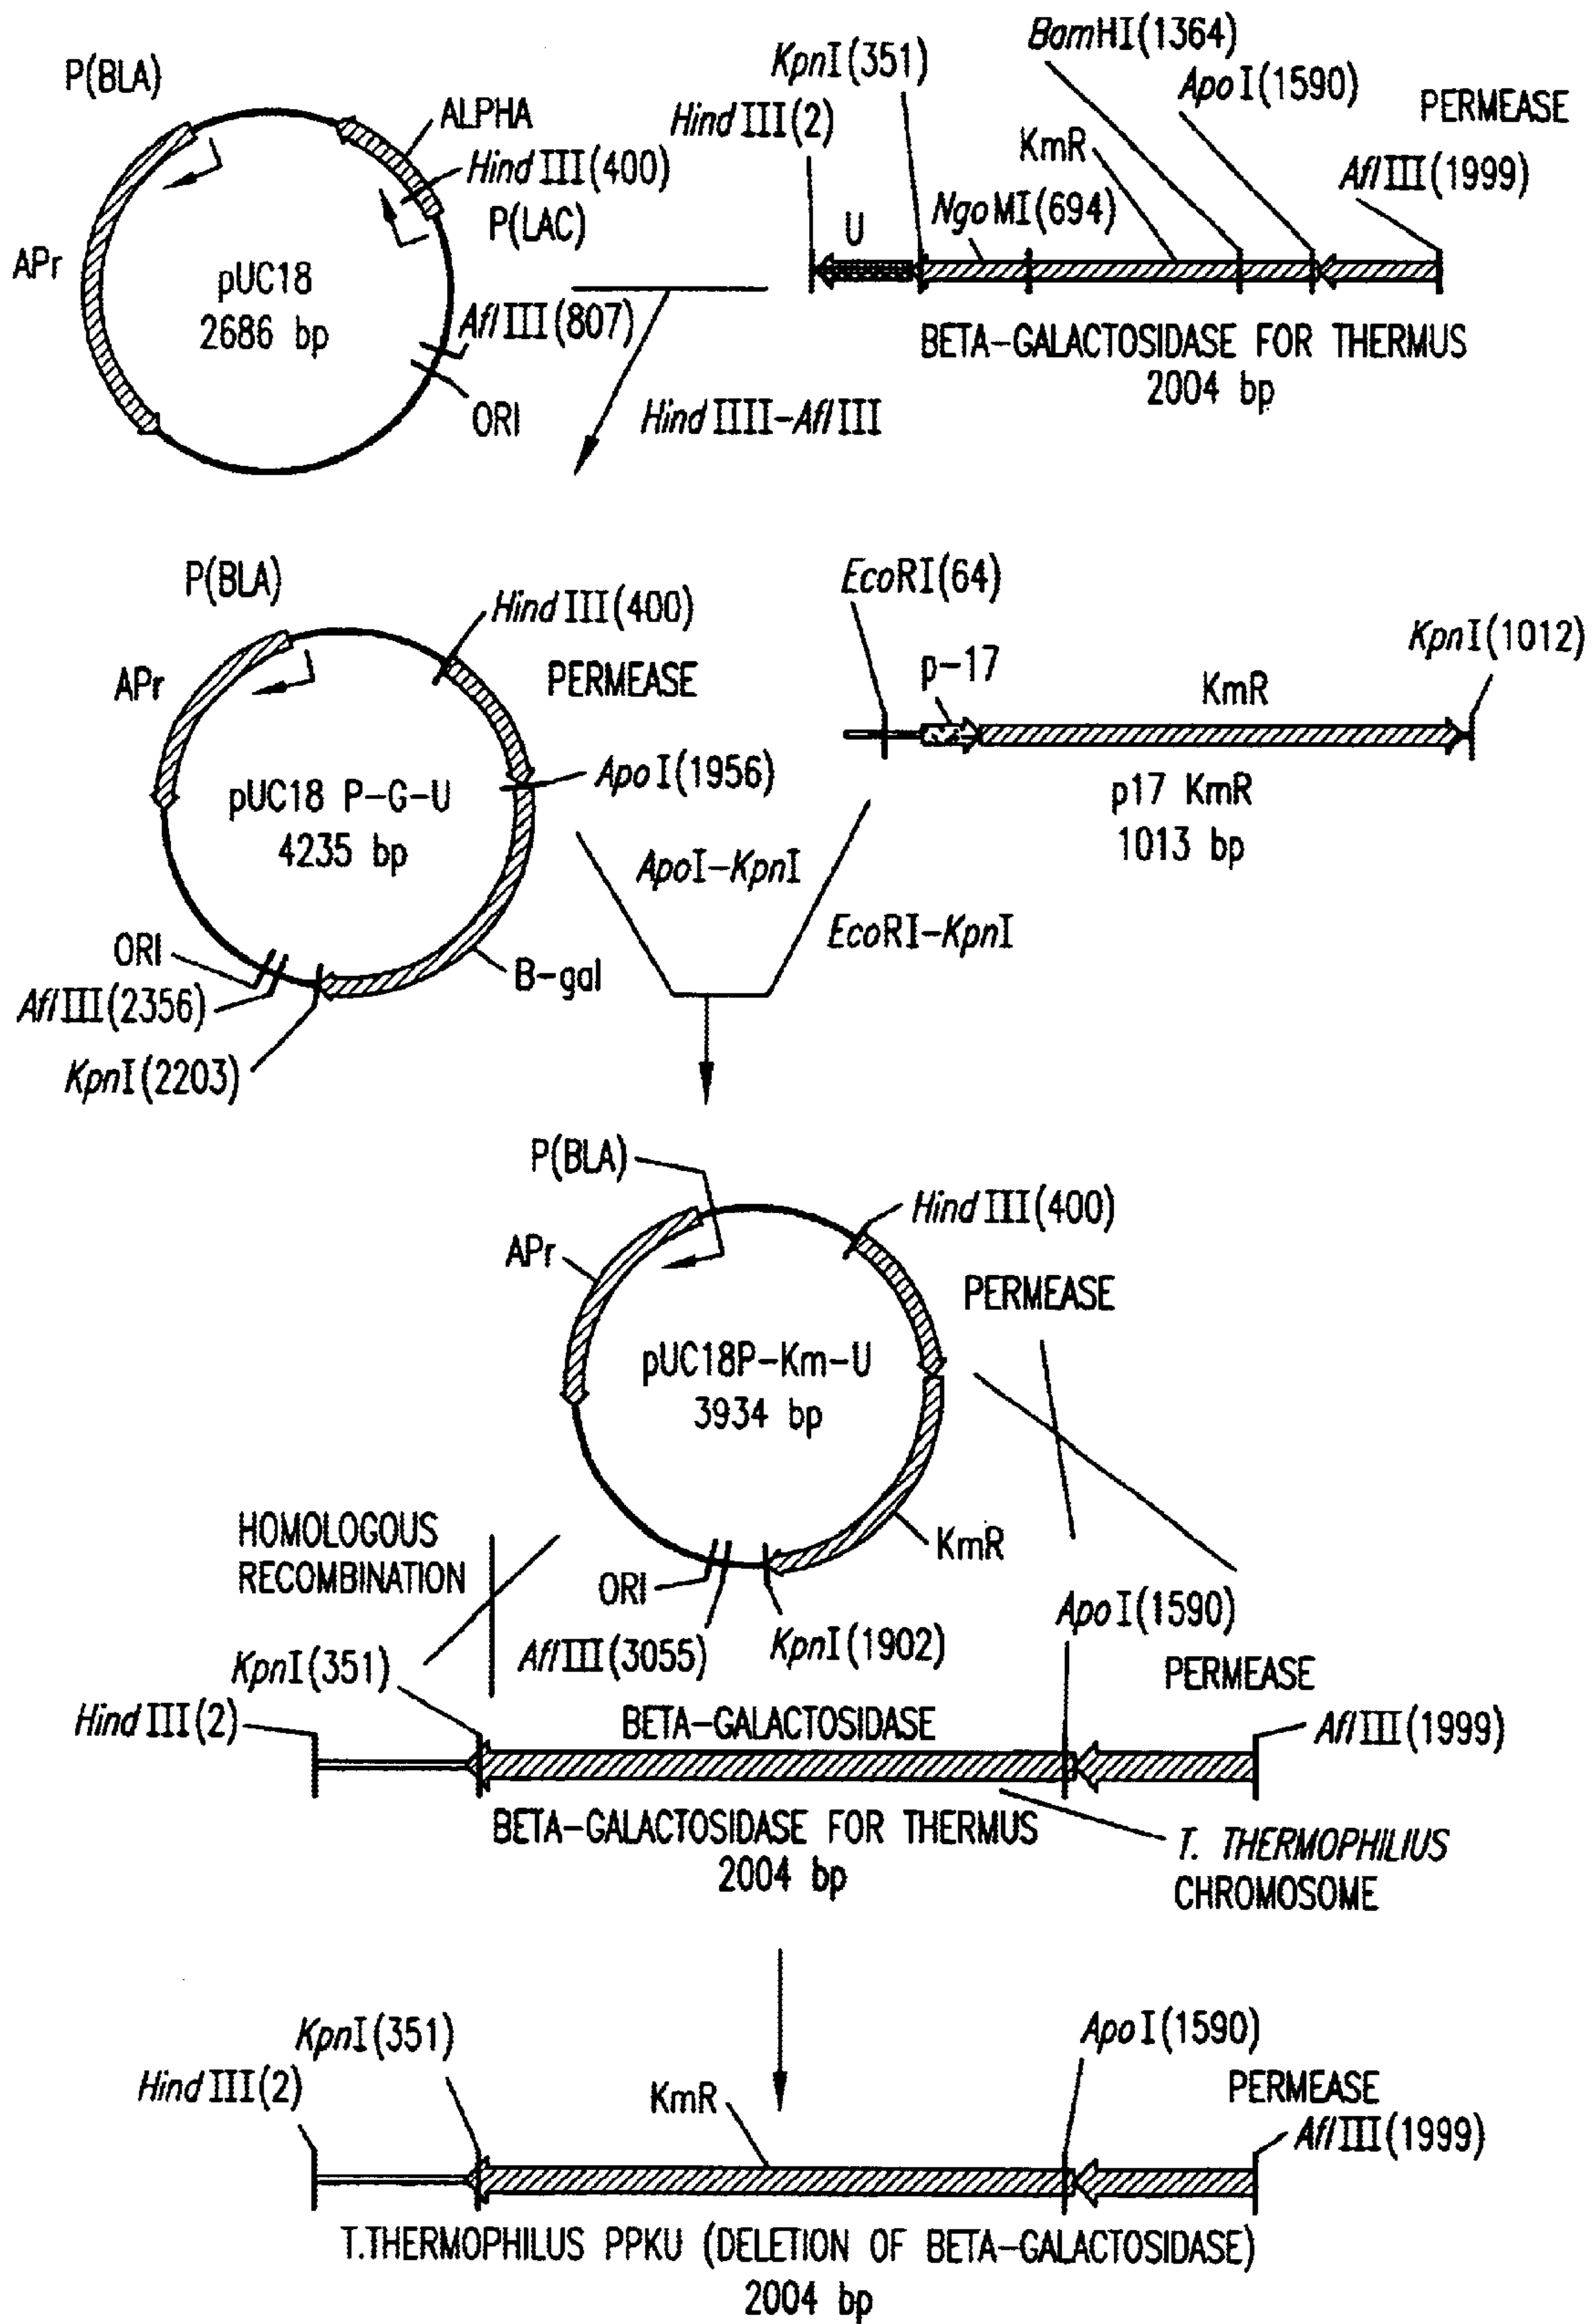 P(BLA)
ALPHA
HindIII(400)
P(LAC)
APr
pUC18
2686 bp
AflIII(807)
ORI
KpnI(351)
BamHI(1364)
HindIII(2)
ApoI(1590)
PERMEASE
KmR
AflIII(1999)
NgoMI(694)
U
BETA-GALACTOSIDASE FOR THERMUS
2004 bp
HindIIII-AflIII
P(BLA)
HindIII(400)
APr
PERMEASE
ApoI(1956)
pUC18 P-G-U
4235 bp
ORI
AflIII(2356)
B-gal
KpnI(2203)
EcoRI(64)
p-17
KmR
KpnI(1012)
p17 KmR
1013 bp
ApoI-KpnI
EcoRI-KpnI
P(BLA)
HindIII(400)
APr
PERMEASE
pUC18P-Km-U
3934 bp
KmR
ORI
AflIII(3055)
KpnI(1902)
HOMOLOGOUS
RECOMBINATION
ApoI(1590)
KpnI(351)
PERMEASE
HindIII(2)
BETA-GALACTOSIDASE
AflIII(1999)
BETA-GALACTOSIDASE FOR THERMUS
2004 bp
T. THERMOPHILIUS
CHROMOSOME
KpnI(351)
ApoI(1590)
HindIII(2)
KmR
PERMEASE
AflIII(1999)
T.THERMOPHILUS PPKU (DELETION OF BETA-GALACTOSIDASE)
2004 bp